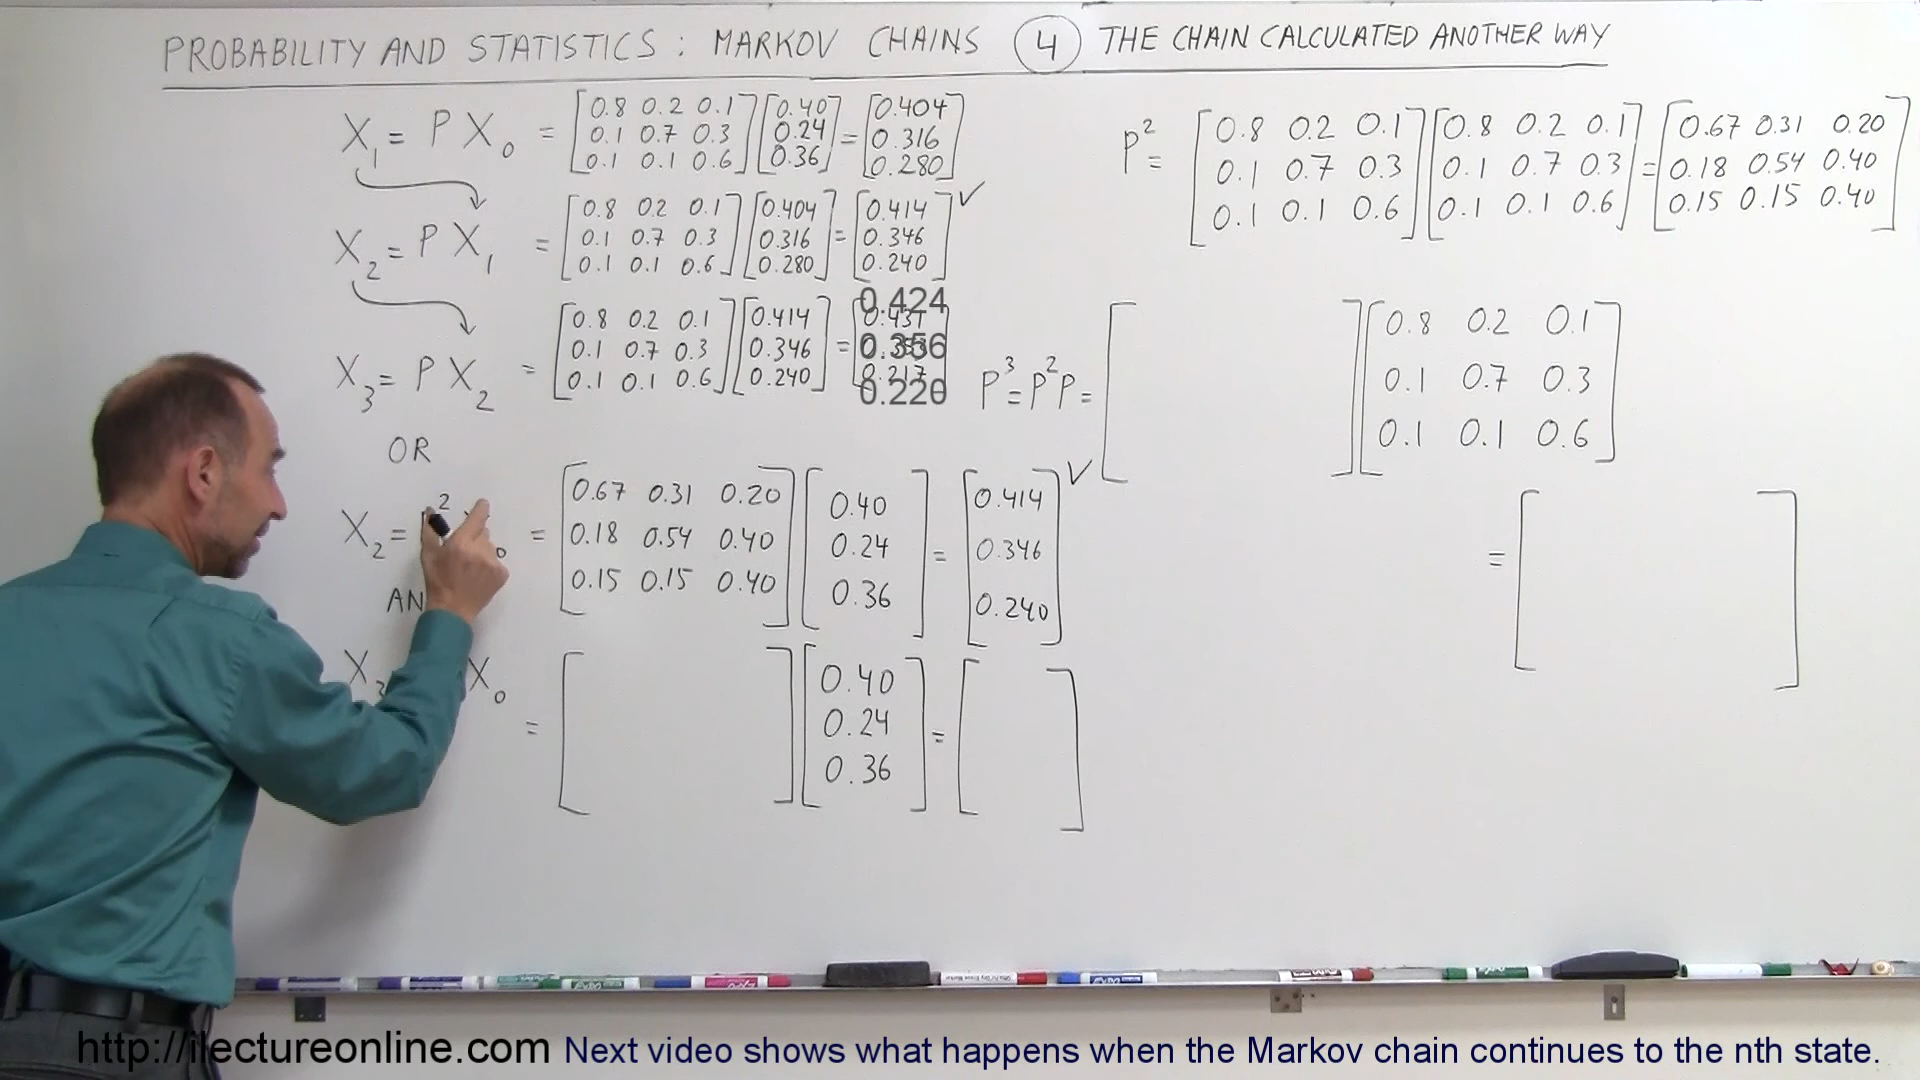 PROBABILITY AND STATISTICS : MARKOV CHAINS 4 THE CHAIN CALCULATED ANOTHER WAY
X₁ = P X₀ = [0.8 0.2 0.1] [0.40] = [0.404]
0.1 0.7 0.3 0.24 0.316
0.1 0.1 0.6 0.36 0.280
X₂ = P X₁ = [0.8 0.2 0.1] [0.404] = [0.414] ✓
0.1 0.7 0.3 0.316 0.346
0.1 0.1 0.6 0.280 0.240
X₃ = P X₂ = [0.8 0.2 0.1] [0.414] = [0.424]
0.1 0.7 0.3 0.346 0.356
0.1 0.1 0.6 0.240 0.220
OR
X₂ = ² ₀ = [0.67 0.31 0.20] [0.40] = [0.414] ✓
0.18 0.54 0.40 0.24 0.346
0.15 0.15 0.40 0.36 0.240
X₃ X₀ = [ ] [0.40] = [ ]
0.24
0.36
P² = [0.8 0.2 0.1] [0.8 0.2 0.1] = [0.67 0.31 0.20]
0.1 0.7 0.3 0.1 0.7 0.3 0.18 0.54 0.40
0.1 0.1 0.6 0.1 0.1 0.6 0.15 0.15 0.40
P³ = P²P = [ ] [0.8 0.2 0.1]
0.1 0.7 0.3
0.1 0.1 0.6
= [ ]
http://ilectureonline.com Next video shows what happens when the Markov chain continues to the nth state.